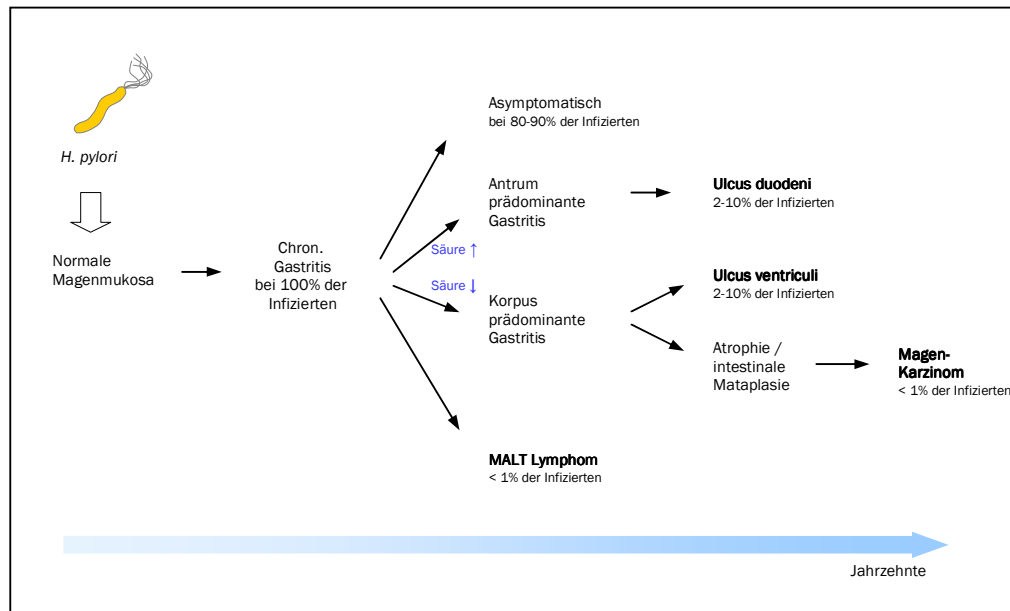 H. pylori
Normale
Magenmukosa
Chron.
Gastritis
bei 100% der
Infizierten
Asymptomatisch
bei 80-90% der Infizierten
Antrum
prädominante
Gastritis
Säure ↑
Säure ↓
Korpus
prädominante
Gastritis
MALT Lymphom
< 1% der Infizierten
Ulcus duodeni
2-10% der Infizierten
Ulcus ventriculi
2-10% der Infizierten
Atrophie /
intestinale
Mataplasie
Magen-
Karzinom
< 1% der Infizierten
Jahrzehnte